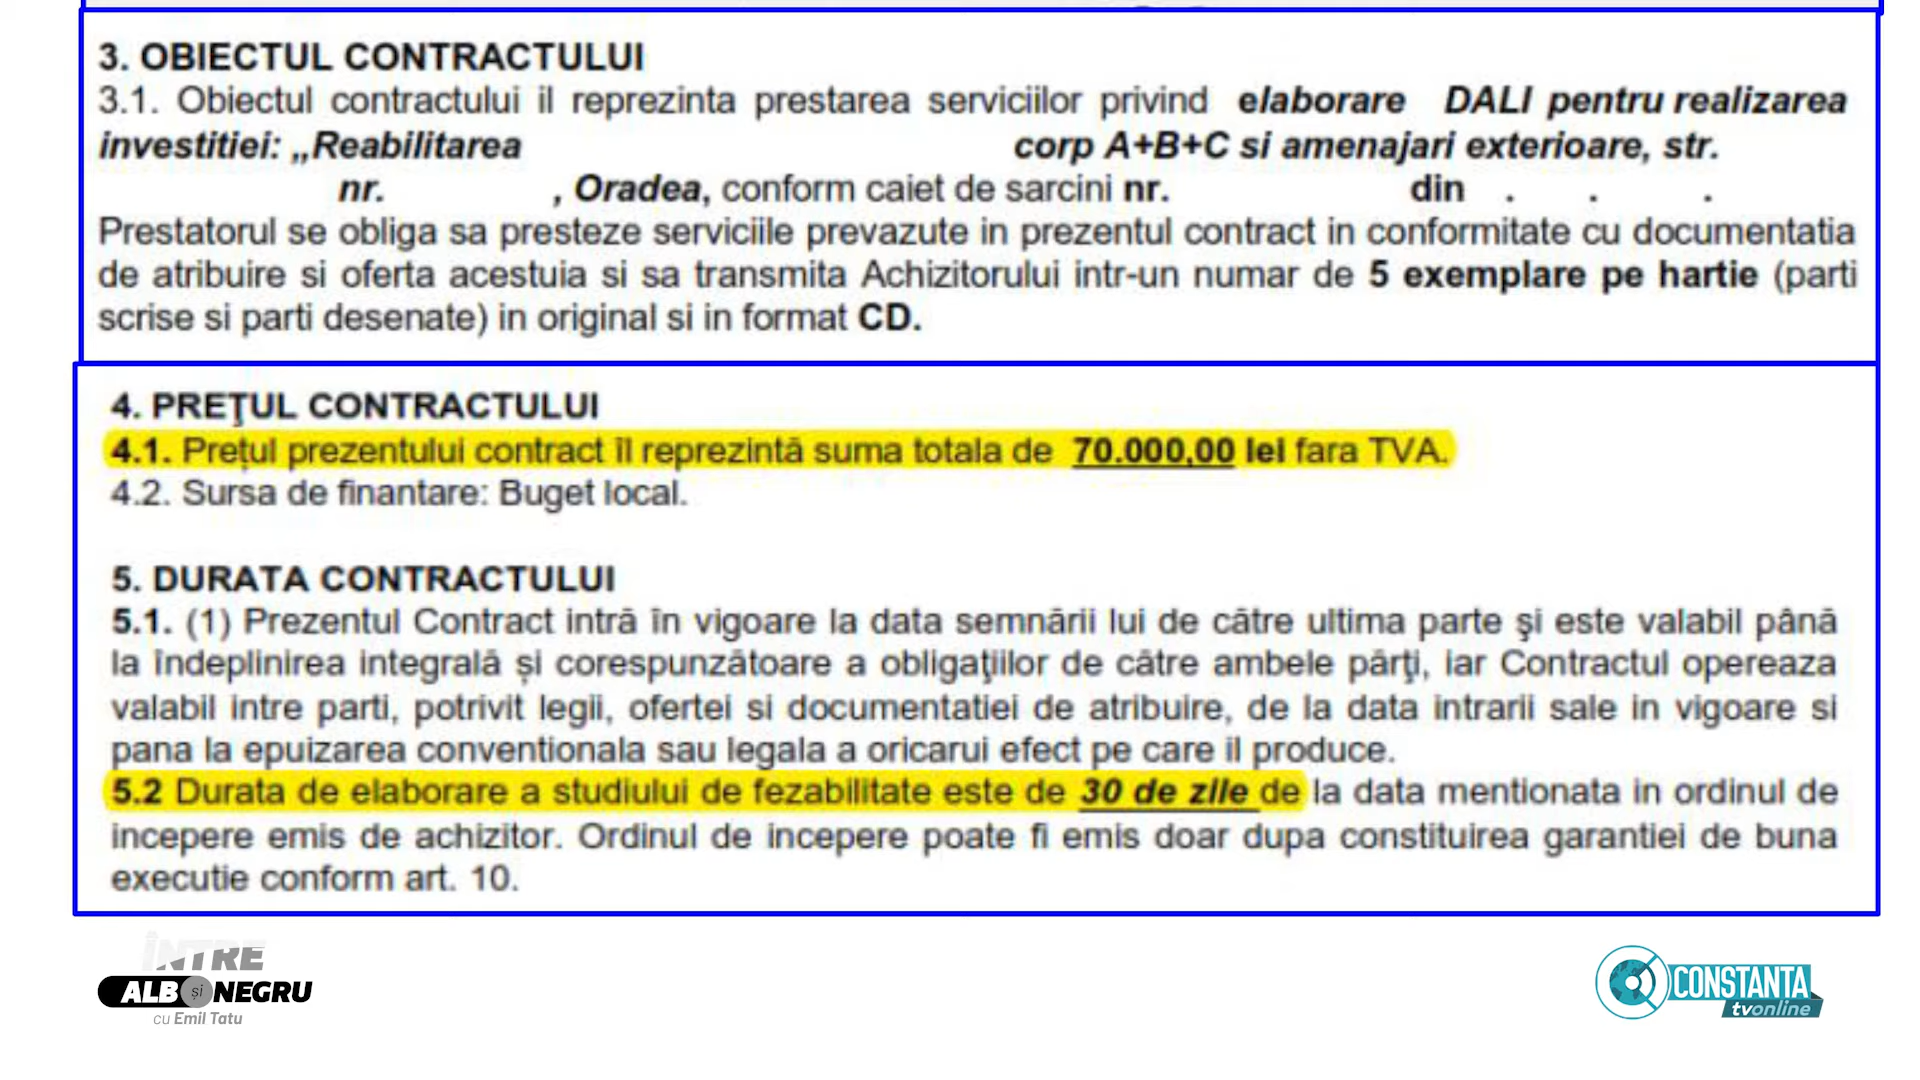 3. OBIECTUL CONTRACTULUI
3.1. Obiectul contractului il reprezinta prestarea serviciilor privind elaborare DALI pentru realizarea
investitiei: „Reabilitarea corp A+B+C si amenajari exterioare, str.
nr. , Oradea, conform caiet de sarcini nr. din . . .
Prestatorul se obliga sa presteze serviciile prevazute in prezentul contract in conformitate cu documentatia
de atribuire si oferta acestuia si sa transmita Achizitorului intr-un numar de 5 exemplare pe hartie (parti
scrise si parti desenate) in original si in format CD.
4. PREŢUL CONTRACTULUI
4.1. Prețul prezentului contract îl reprezintă suma totala de 70.000,00 lei fara TVA.
4.2. Sursa de finantare: Buget local.
5. DURATA CONTRACTULUI
5.1. (1) Prezentul Contract intră în vigoare la data semnării lui de către ultima parte şi este valabil până
la îndeplinirea integrală și corespunzătoare a obligaţiilor de către ambele părţi, iar Contractul opereaza
valabil intre parti, potrivit legii, ofertei si documentatiei de atribuire, de la data intrarii sale in vigoare si
pana la epuizarea conventionala sau legala a oricarui efect pe care il produce.
5.2 Durata de elaborare a studiului de fezabilitate este de 30 de zile de la data mentionata in ordinul de
incepere emis de achizitor. Ordinul de incepere poate fi emis doar dupa constituirea garantiei de buna
executie conform art. 10.
ÎNTRE
ALB și NEGRU
cu Emil Tatu
CONSTANTA
tvonline